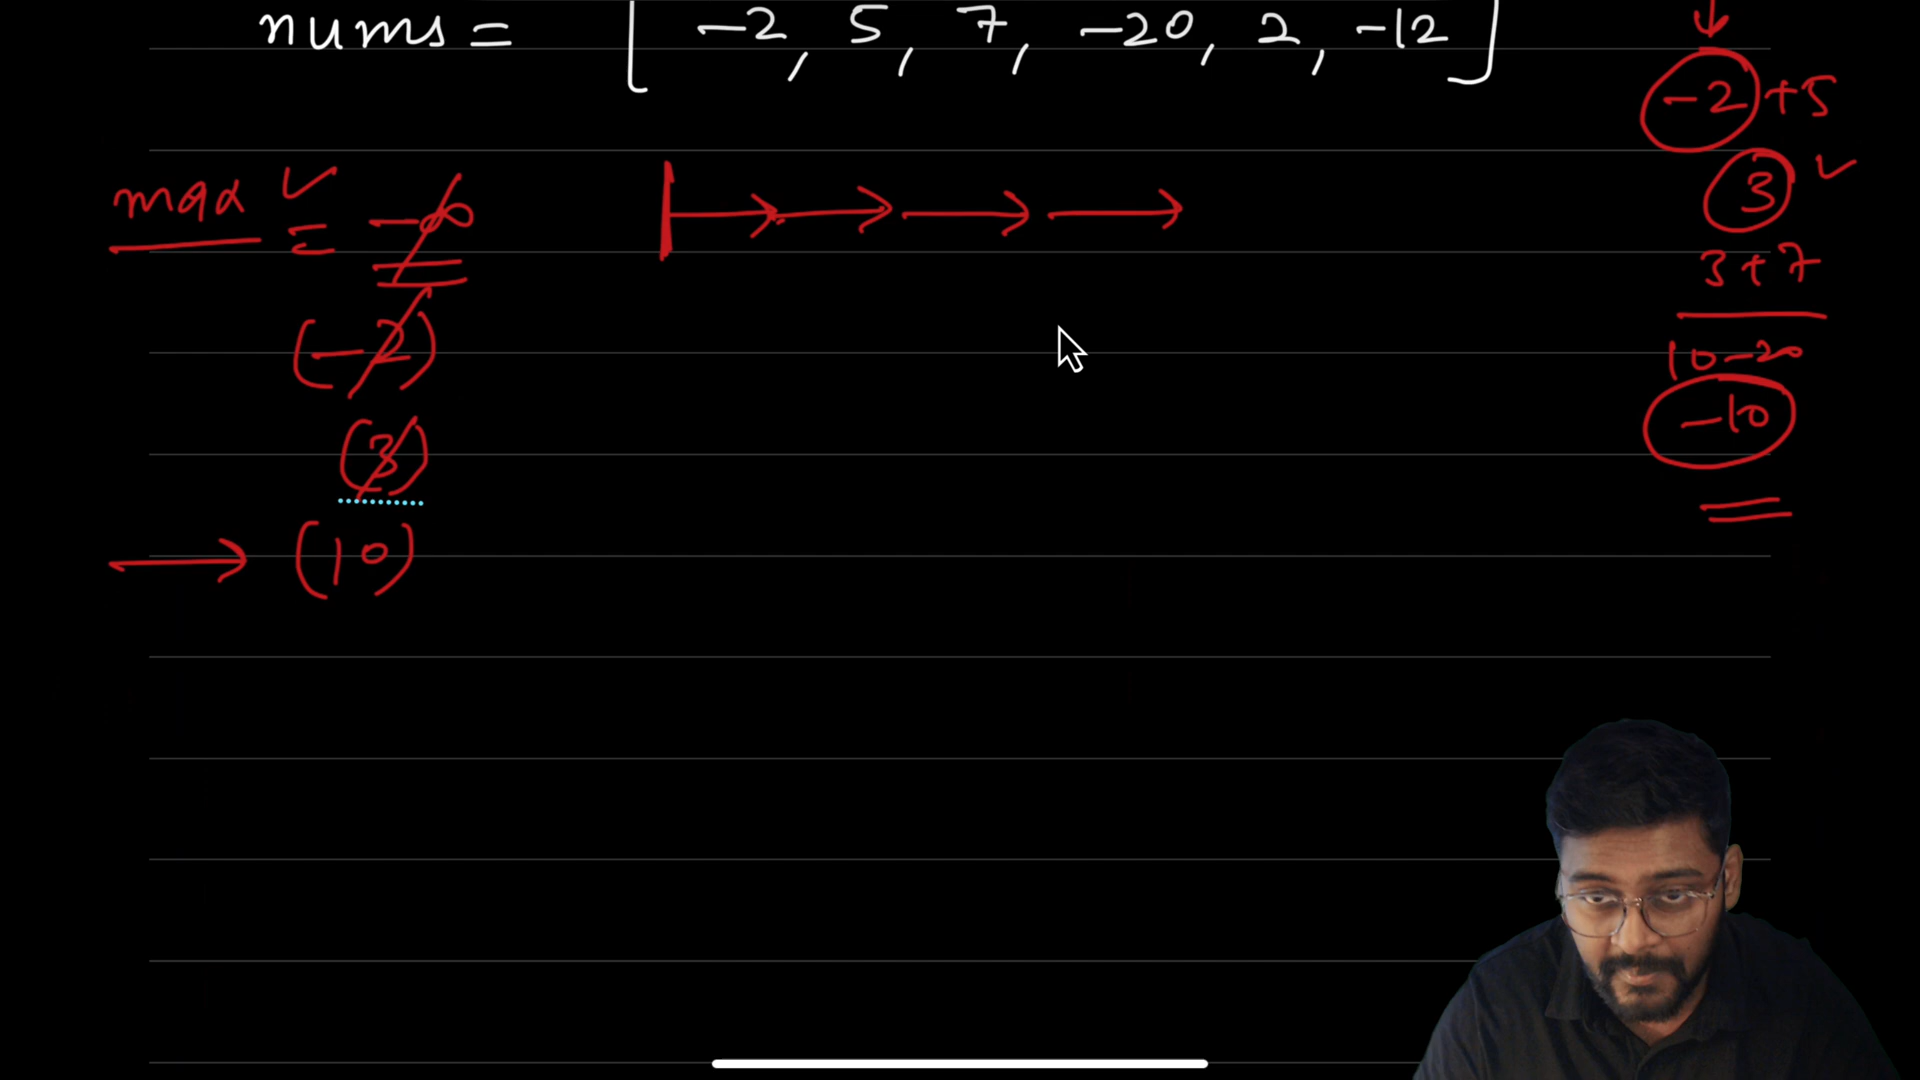 nums = [ -2, 5, 7, -20, 2, -12 ]
max = -∞
(-2)
(3)
→ (10)
↓
-2 +5
3 ✓
3 + 7
10 - 20
-10